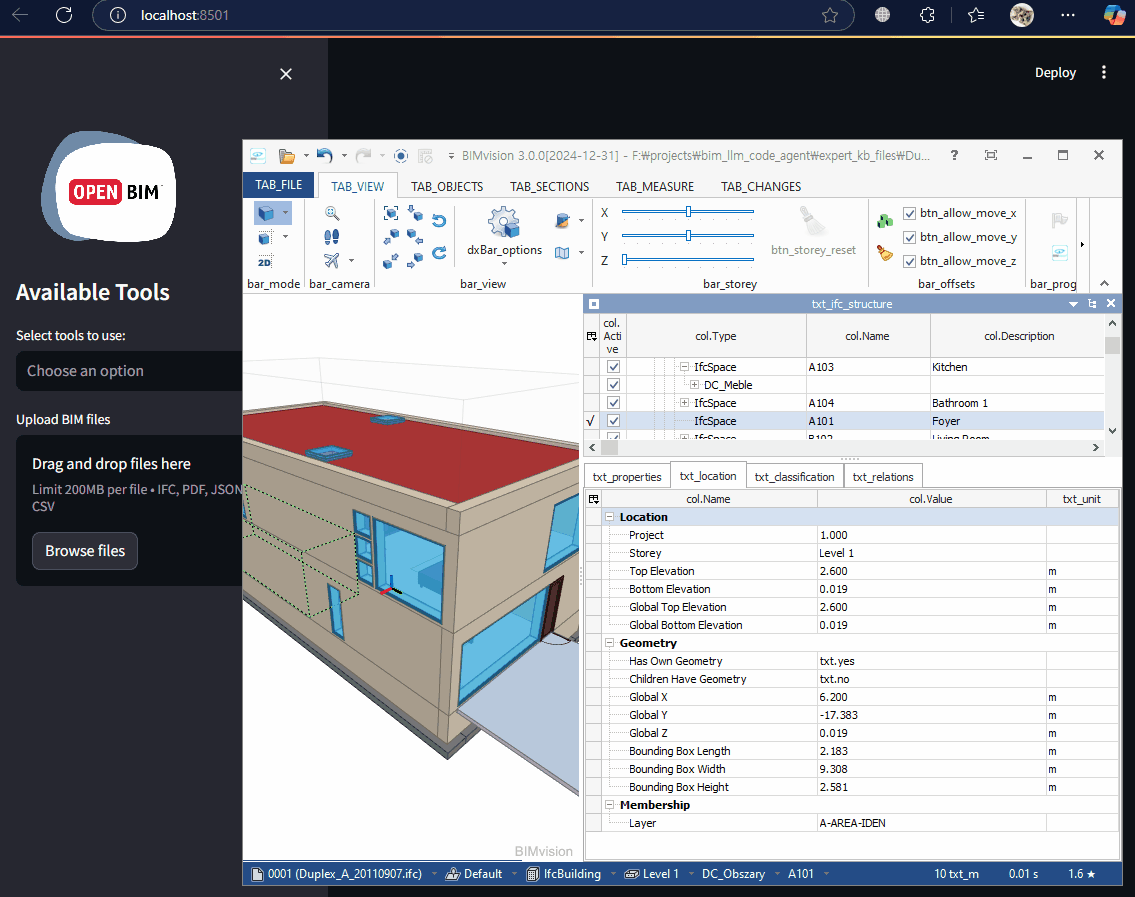 localhost:8501
Deploy
OPEN BIM
Available Tools
Select tools to use:
Choose an option
Upload BIM files
Drag and drop files here
Limit 200MB per file • IFC, PDF, JSON
CSV
Browse files
BIMvision 3.0.0[2024-12-31] - F:₩projects₩bim_llm_code_agent₩expert_kb_files₩Du...
TAB_FILE TAB_VIEW TAB_OBJECTS TAB_SECTIONS TAB_MEASURE TAB_CHANGES
2D
dxBar_options
X
Y
Z
btn_storey_reset
btn_allow_move_x
btn_allow_move_y
btn_allow_move_z
bar_mode bar_camera bar_view bar_storey bar_offsets bar_prog
txt_ifc_structure
col.
Acti
ve
col.Type col.Name col.Description
IfcSpace A103 Kitchen
DC_Meble
IfcSpace A104 Bathroom 1
IfcSpace A101 Foyer
IfcSpace B102 Living Room
txt_properties txt_location txt_classification txt_relations
col.Name col.Value txt_unit
Location
Project 1.000
Storey Level 1
Top Elevation 2.600 m
Bottom Elevation 0.019 m
Global Top Elevation 2.600 m
Global Bottom Elevation 0.019 m
Geometry
Has Own Geometry txt.yes
Children Have Geometry txt.no
Global X 6.200 m
Global Y -17.383 m
Global Z 0.019 m
Bounding Box Length 2.183 m
Bounding Box Width 9.308 m
Bounding Box Height 2.581 m
Membership
Layer A-AREA-IDEN
BIMvision
0001 (Duplex_A_20110907.ifc) Default IfcBuilding Level 1 DC_Obszary A101 10 txt_m 0.01 s 1.6 ★